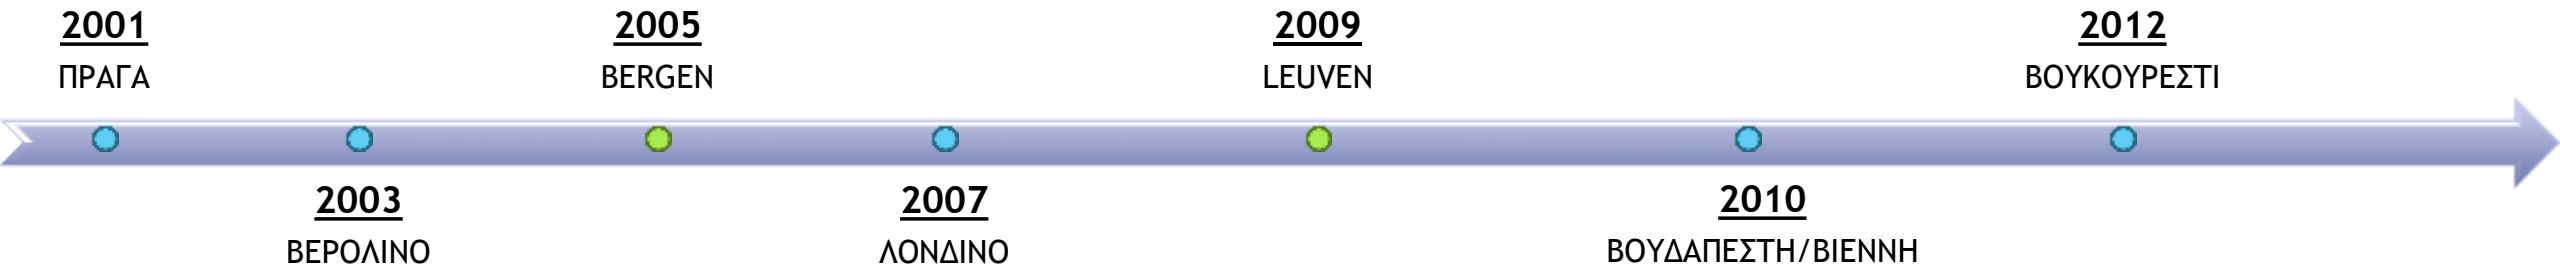 2001
ΠΡΑΓΑ
2003
ΒΕΡΟΛΙΝΟ
2005
BERGEN
2007
ΛΟΝΔΙΝΟ
2009
LEUVEN
2010
ΒΟΥΔΑΠΕΣΤΗ/ΒΙΕΝΝΗ
2012
ΒΟΥΚΟΥΡΕΣΤΙ